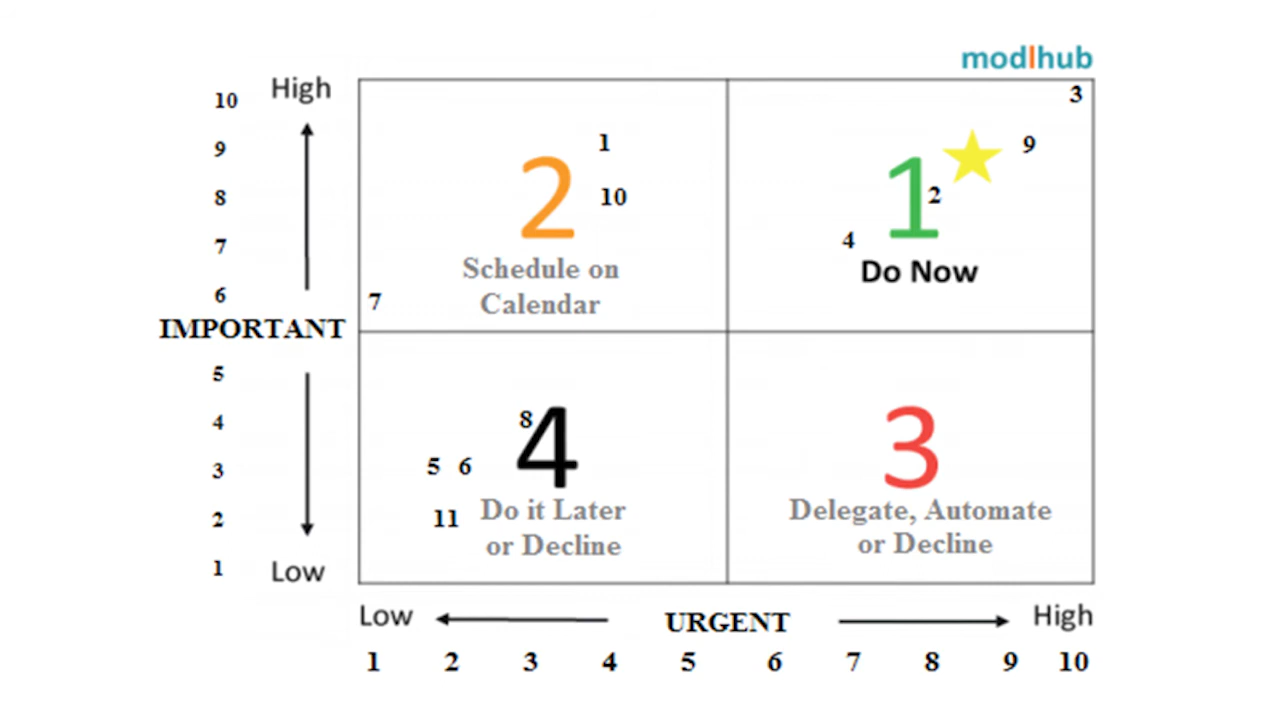 modlhub
10 High 3
9 1 9
2 1
8 10 2
7 4
Schedule on Do Now
Calendar
6 7
IMPORTANT
5
4 8 4 3
3 5 6
2 11 Do it Later Delegate, Automate
or Decline or Decline
1 Low
Low URGENT High
1 2 3 4 5 6 7 8 9 10